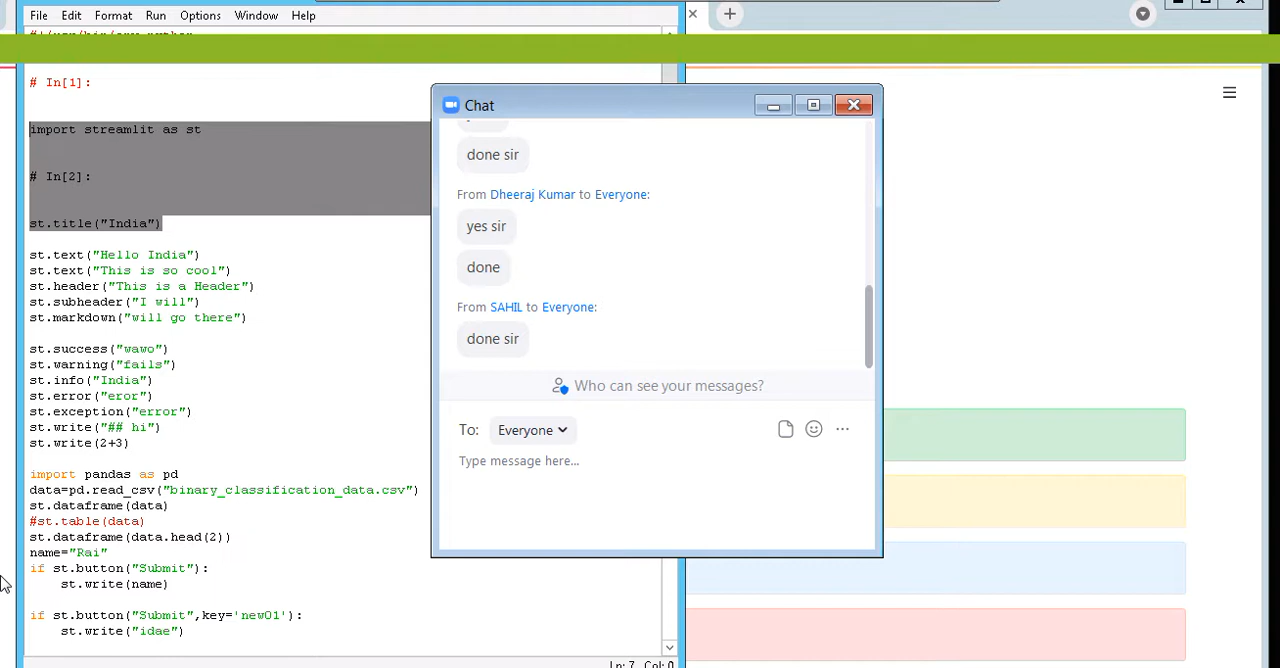 File Edit Format Run Options Window Help
# In[1]:
import streamlit as st
# In[2]:
st.title("India")
st.text("Hello India")
st.text("This is so cool")
st.header("This is a Header")
st.subheader("I will")
st.markdown("will go there")
st.success("wawo")
st.warning("fails")
st.info("India")
st.error("eror")
st.exception("error")
st.write("## hi")
st.write(2+3)
import pandas as pd
data=pd.read_csv("binary_classification_data.csv")
st.dataframe(data)
#st.table(data)
st.dataframe(data.head(2))
name="Rai"
if st.button("Submit"):
st.write(name)
if st.button("Submit",key='new01'):
st.write("idae")
Ln: 7 Col: 0
Chat
done sir
From Dheeraj Kumar to Everyone:
yes sir
done
From SAHIL to Everyone:
done sir
Who can see your messages?
To: Everyone
Type message here...